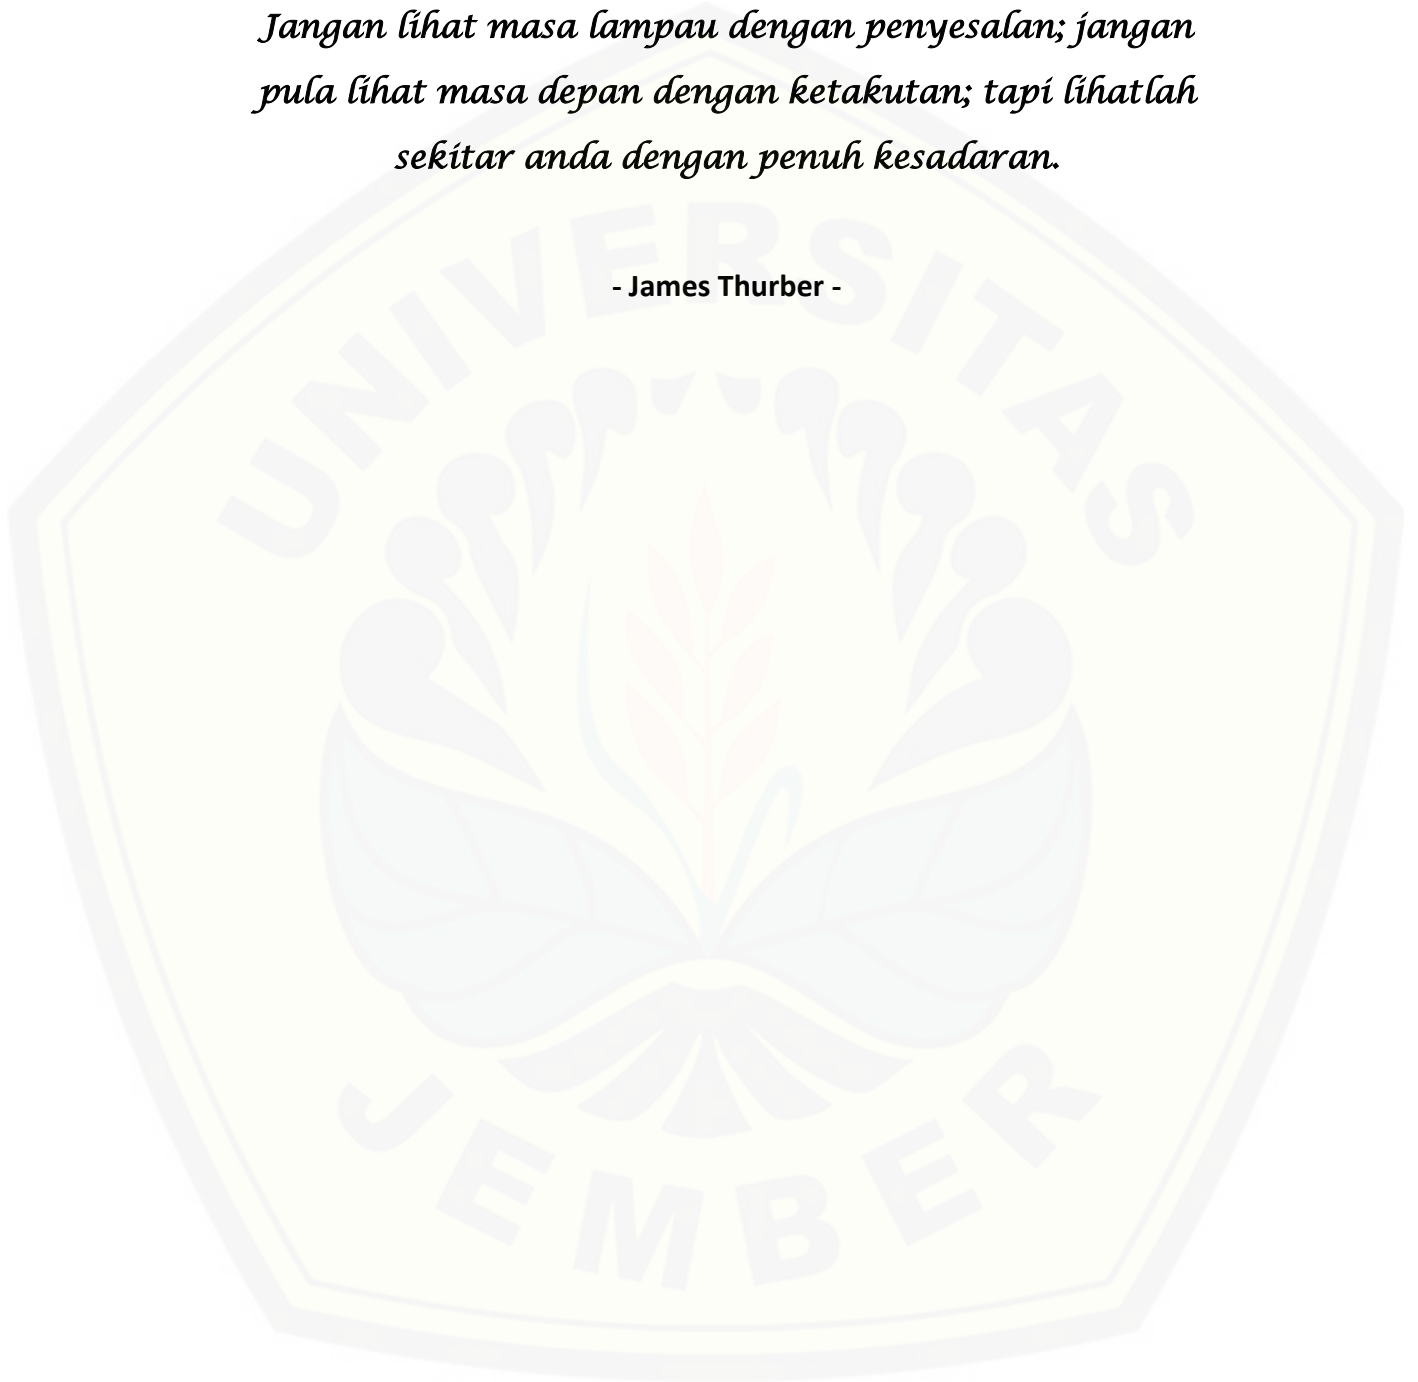 Jangan lihat masa lampau dengan penyesalan; jangan
pula lihat masa depan dengan ketakutan; tapi lihatlah
sekitar anda dengan penuh kesadaran.
- James Thurber -
UNIVERSITAS
JEMBER